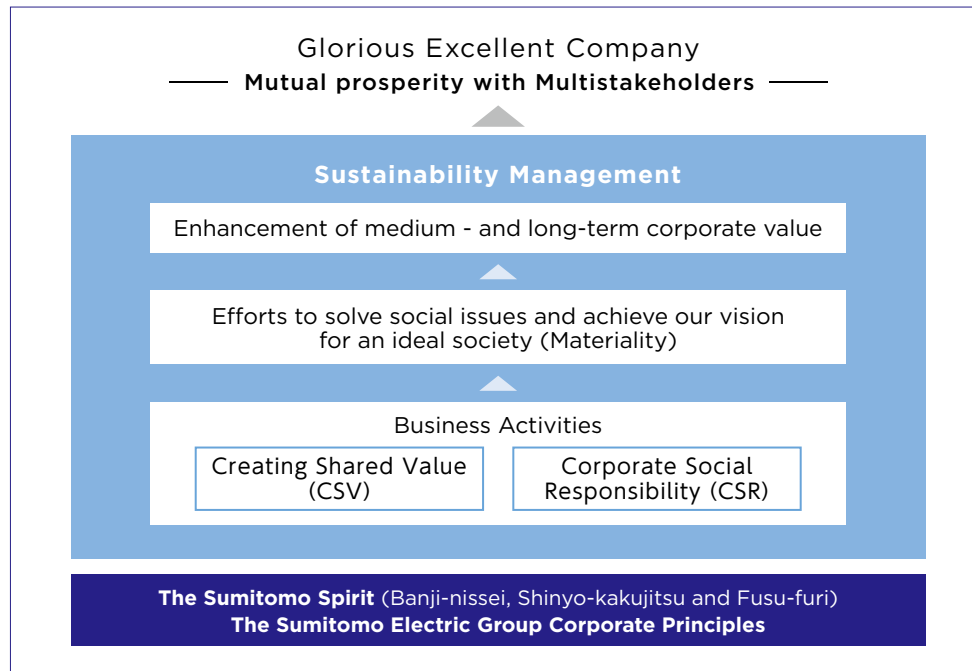 Glorious Excellent Company
Mutual prosperity with Multistakeholders
Sustainability Management
Enhancement of medium - and long-term corporate value
Efforts to solve social issues and achieve our vision
for an ideal society (Materiality)
Business Activities
Creating Shared Value
(CSV)
Corporate Social
Responsibility (CSR)
The Sumitomo Spirit (Banji-nissei, Shinyo-kakujitsu and Fusu-furi)
The Sumitomo Electric Group Corporate Principles